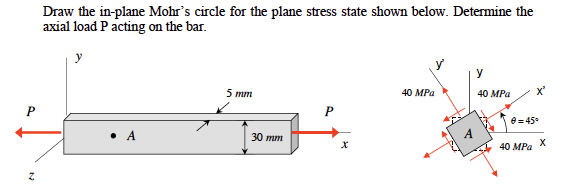 Draw the in-plane Mohr's circle for the plane stress state shown below. Determine the
axial load P acting on the bar.
y
5 mm
P
P
A
30 mm
x
z
y'
y
40 MPa
40 MPa
x'
θ = 45°
A
40 MPa
X